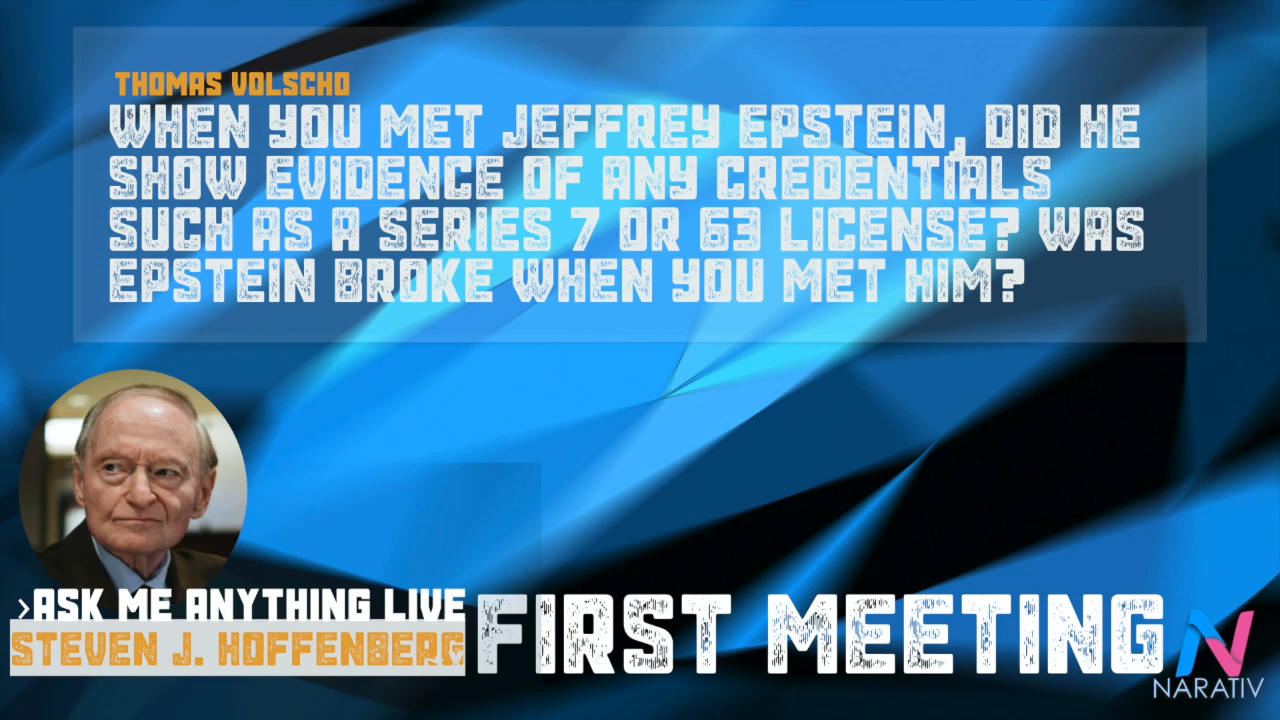 THOMAS VOLSCHO
WHEN YOU MET JEFFREY EPSTEIN, DID HE
SHOW EVIDENCE OF ANY CREDENTIALS
SUCH AS A SERIES 7 OR 63 LICENSE? WAS
EPSTEIN BROKE WHEN YOU MET HIM?
>ASK ME ANYTHING LIVE
STEVEN J. HOFFENBERG
FIRST MEETING
NARATIV